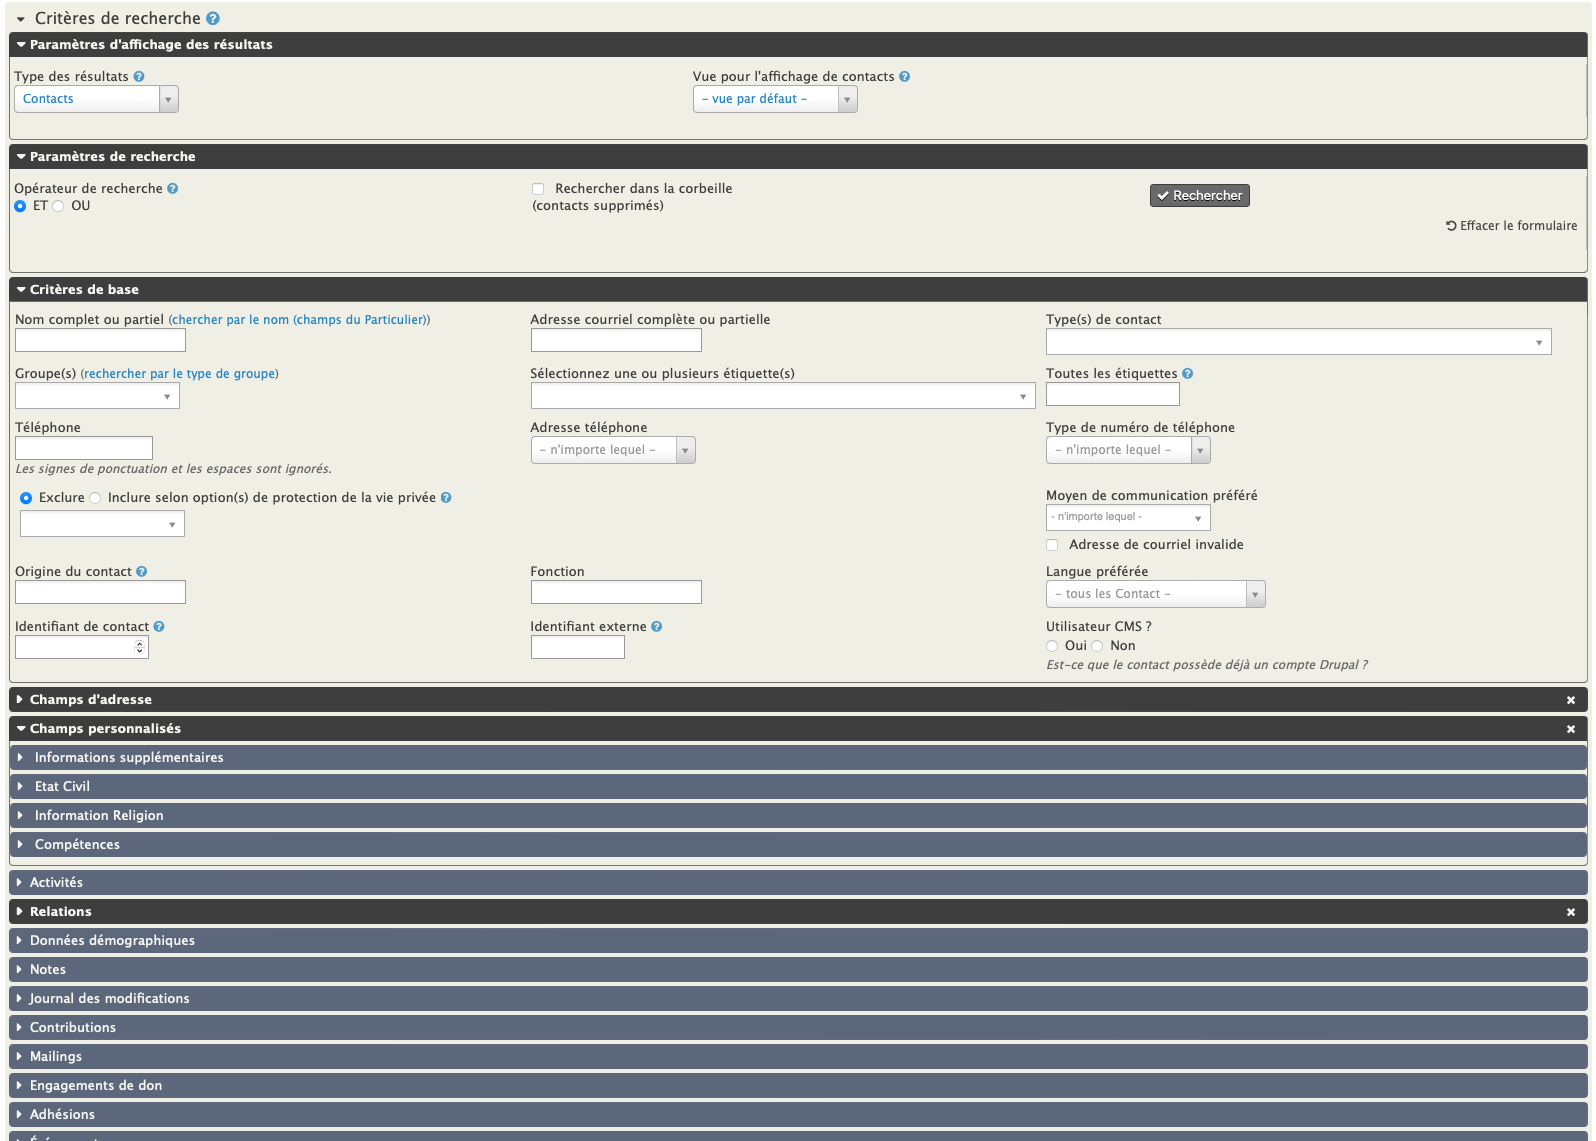 Critères de recherche
Paramètres d'affichage des résultats
Type des résultats
Vue pour l'affichage de contacts
Contacts
- vue par défaut -
Paramètres de recherche
Opérateur de recherche
Rechercher dans la corbeille
Rechercher
ET OU
(contacts supprimés)
Effacer le formulaire
Critères de base
Nom complet ou partiel (chercher par le nom (champs du Particulier))
Adresse courriel complète ou partielle
Type(s) de contact
Groupe(s) (rechercher par le type de groupe)
Sélectionnez une ou plusieurs étiquette(s)
Toutes les étiquettes
Téléphone
Adresse téléphone
Type de numéro de téléphone
- n'importe lequel -
- n'importe lequel -
Les signes de ponctuation et les espaces sont ignorés.
Exclure Inclure selon option(s) de protection de la vie privée
Moyen de communication préféré
- n'importe lequel -
Adresse de courriel invalide
Origine du contact
Fonction
Langue préférée
- tous les Contact -
Identifiant de contact
Identifiant externe
Utilisateur CMS ?
Oui Non
Est-ce que le contact possède déjà un compte Drupal ?
Champs d'adresse
Champs personnalisés
Informations supplémentaires
Etat Civil
Information Religion
Compétences
Activités
Relations
Données démographiques
Notes
Journal des modifications
Contributions
Mailings
Engagements de don
Adhésions